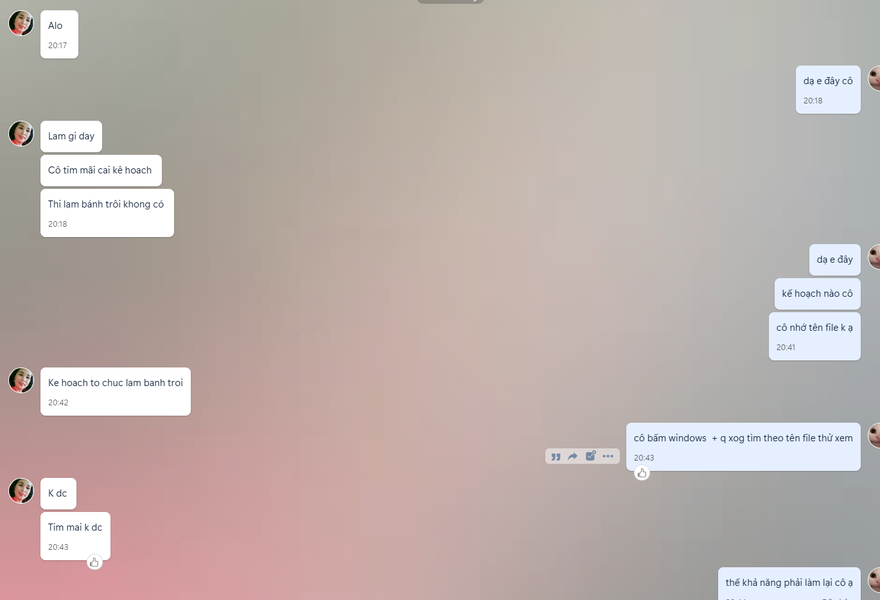 Alo
20:17
dạ e đây cô
20:18
Lam gi day
Cô tim mãi cai kê hoach
Thi lam bánh trôi khong có
20:18
dạ e đây
kế hoạch nào cô
cô nhớ tên file k ạ
20:41
Ke hoach to chuc lam banh troi
20:42
cô bấm windows + q xog tìm theo tên file thử xem
20:43
K dc
Tim mai k dc
20:43
thế khả năng phải làm lại cô ạ